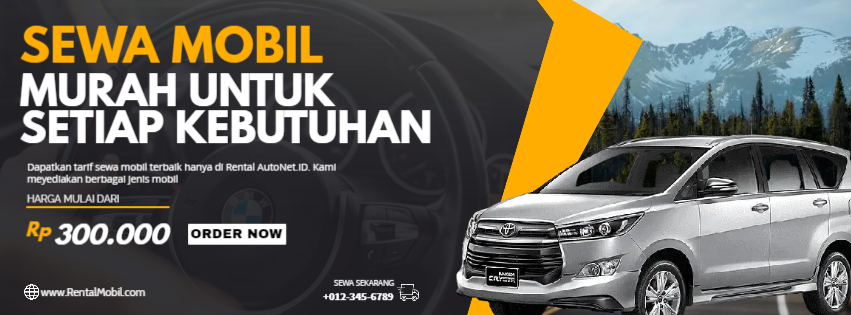 SEWA MOBIL
MURAH UNTUK
SETIAP KEBUTUHAN
Dapatkan tarif sewa mobil terbaik hanya di Rental AutoNet.ID. Kami
meyediakan berbagai jenis mobil
HARGA MULAI DARI
Rp 300.000
ORDER NOW
www.RentalMobil.com
SEWA SEKARANG
+012-345-6789